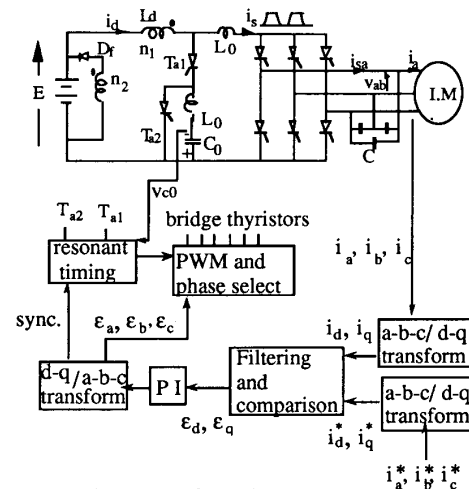 i_d
L_d
n_1
L_0
i_s
D_f
n_2
E
T_a1
L_0
T_a2
C_0
v_c0
i_sa
v_ab
i_a
I.M
C
T_a2 T_a1
resonant
timing
bridge thyristors
PWM and
phase select
sync.
ε_a, ε_b, ε_c
d-q
/a-b-c
transform
P I
ε_d, ε_q
Filtering
and
comparison
i_a, i_b, i_c
i_d, i_q
a-b-c/ d-q
transform
i_d^*, i_q^*
a-b-c/ d-q
transform
i_a^*, i_b^*, i_c^*